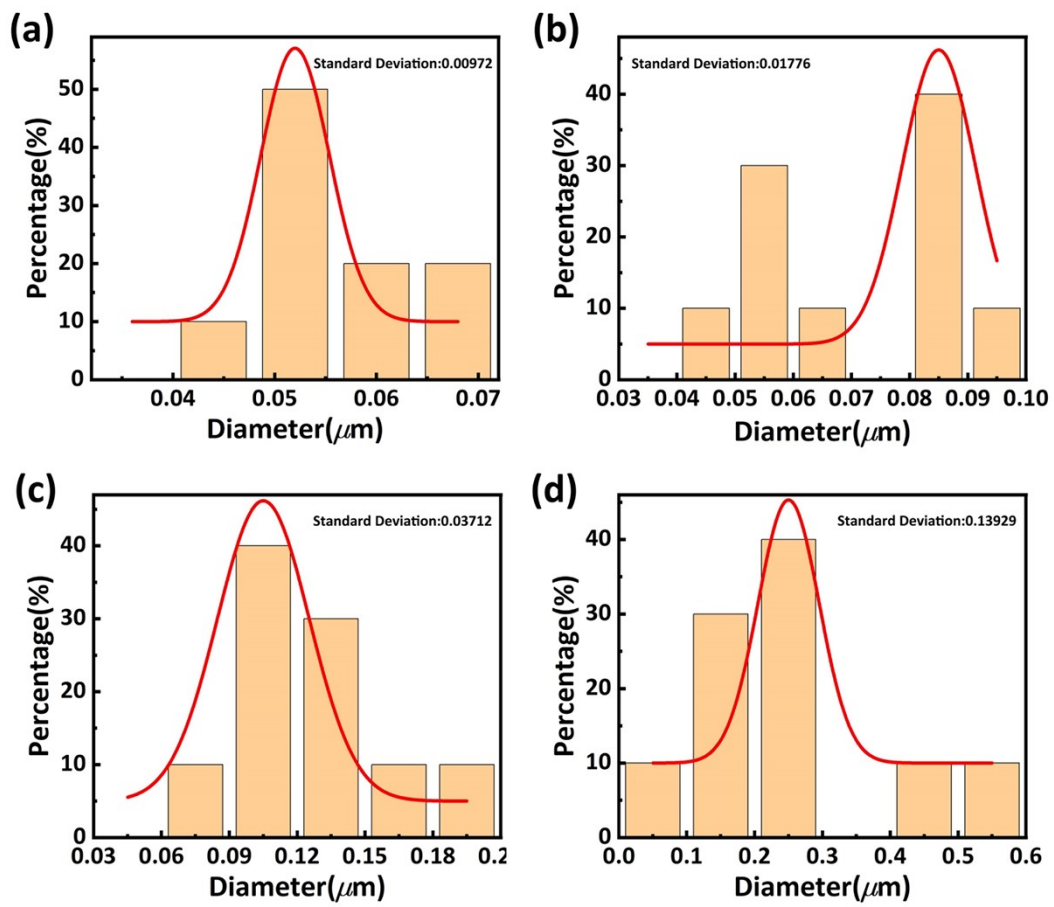 (a)
Percentage(%)
50
40
30
20
10
0
Standard Deviation:0.00972
0.04 0.05 0.06 0.07
Diameter(μm)
(b)
Percentage(%)
40
30
20
10
0
Standard Deviation:0.01776
0.03 0.04 0.05 0.06 0.07 0.08 0.09 0.10
Diameter(μm)
(c)
Percentage(%)
40
30
20
10
0
Standard Deviation:0.03712
0.03 0.06 0.09 0.12 0.15 0.18 0.2
Diameter(μm)
(d)
Percentage(%)
40
30
20
10
0
Standard Deviation:0.13929
0.0 0.1 0.2 0.3 0.4 0.5 0.6
Diameter(μm)